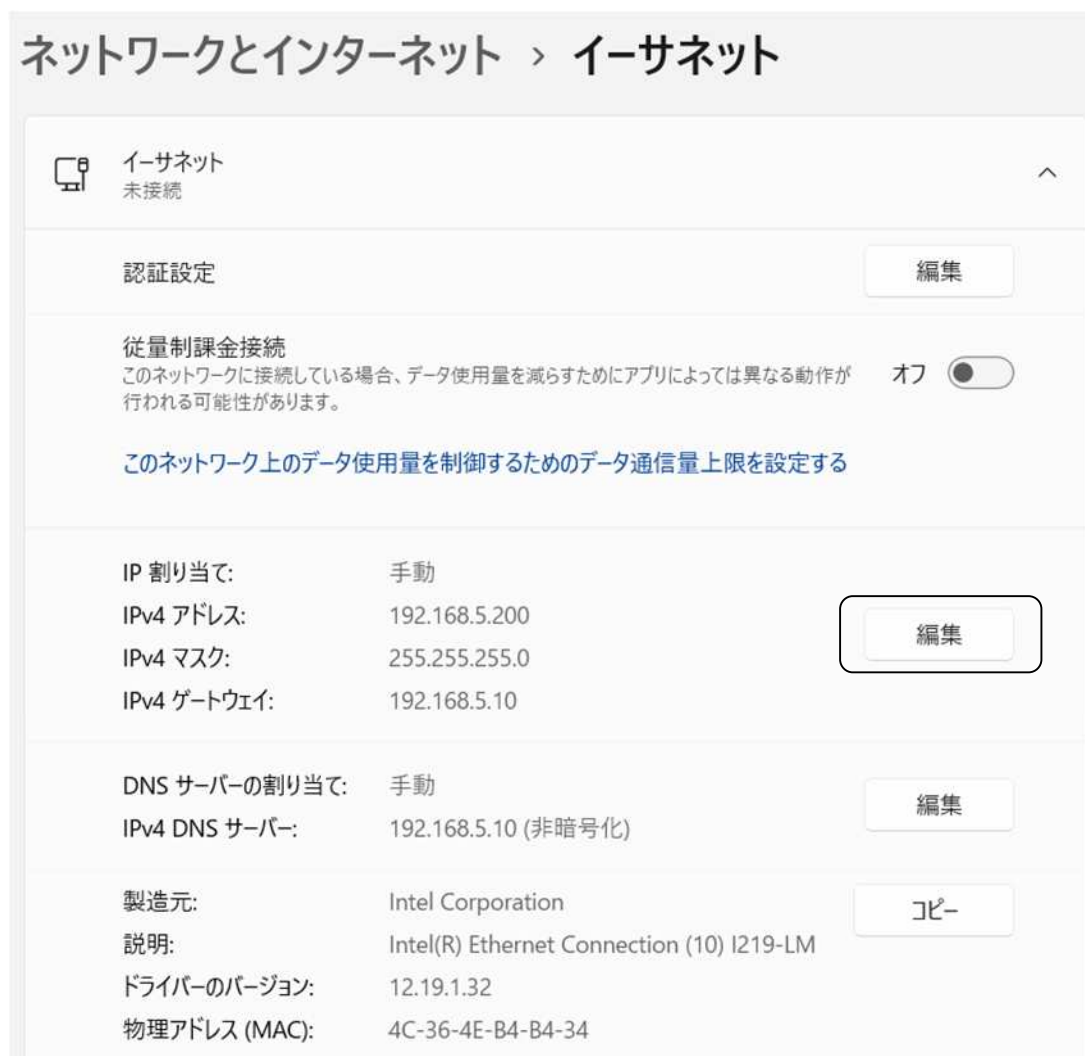 ネットワークとインターネット › イーサネット
イーサネット
未接続
認証設定
編集
従量制課金接続
このネットワークに接続している場合、データ使用量を減らすためにアプリによっては異なる動作が
行われる可能性があります。
オフ
このネットワーク上のデータ使用量を制御するためのデータ通信量上限を設定する
IP 割り当て: 手動
IPv4 アドレス: 192.168.5.200
編集
IPv4 マスク: 255.255.255.0
IPv4 ゲートウェイ: 192.168.5.10
DNS サーバーの割り当て: 手動
編集
IPv4 DNS サーバー: 192.168.5.10 (非暗号化)
製造元: Intel Corporation
コピー
説明: Intel(R) Ethernet Connection (10) I219-LM
ドライバーのバージョン: 12.19.1.32
物理アドレス (MAC): 4C-36-4E-B4-B4-34